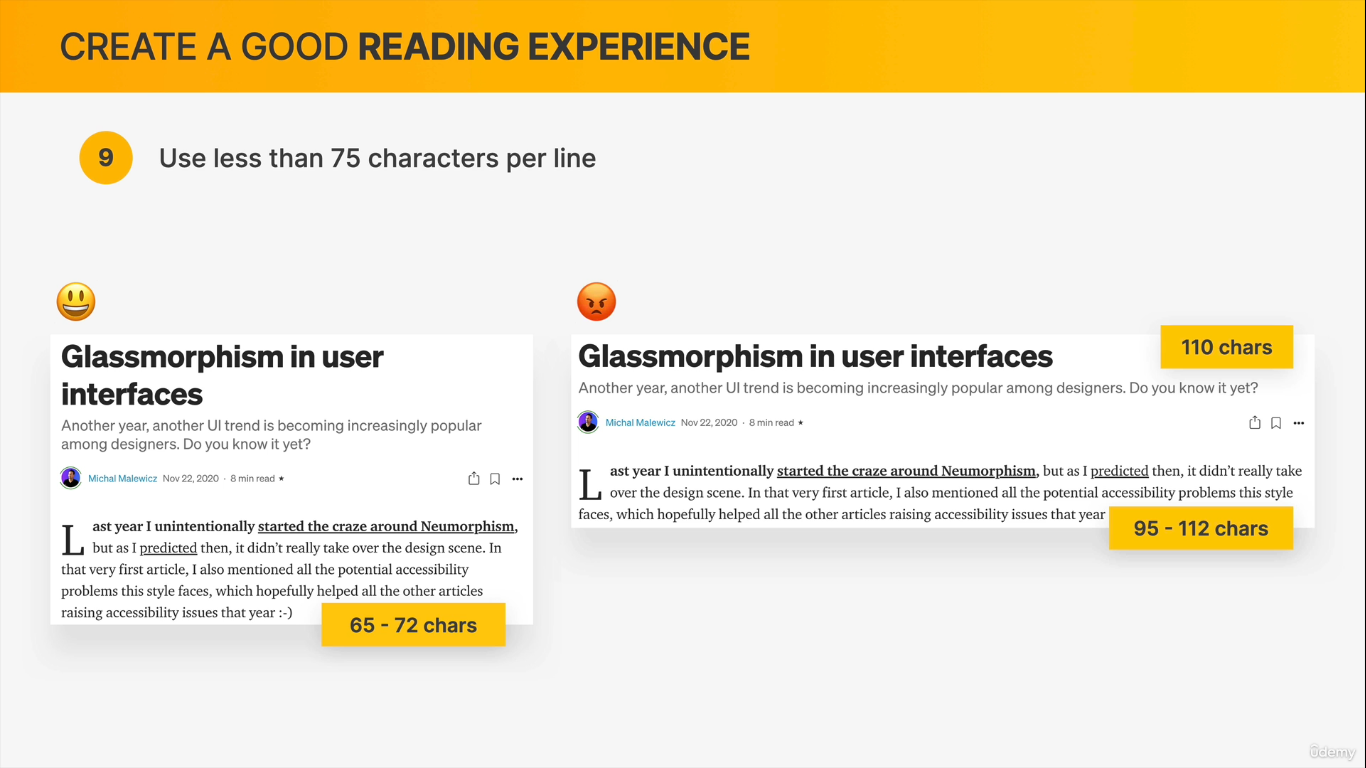 CREATE A GOOD READING EXPERIENCE
9
Use less than 75 characters per line
Glassmorphism in user
interfaces
Another year, another UI trend is becoming increasingly popular
among designers. Do you know it yet?
Michal Malewicz Nov 22, 2020 · 8 min read ★
Last year I unintentionally started the craze around Neumorphism,
but as I predicted then, it didn’t really take over the design scene. In
that very first article, I also mentioned all the potential accessibility
problems this style faces, which hopefully helped all the other articles
raising accessibility issues that year :-)
65 - 72 chars
110 chars
Glassmorphism in user interfaces
Another year, another UI trend is becoming increasingly popular among designers. Do you know it yet?
Michal Malewicz Nov 22, 2020 · 8 min read ★
Last year I unintentionally started the craze around Neumorphism, but as I predicted then, it didn’t really take
over the design scene. In that very first article, I also mentioned all the potential accessibility problems this style
faces, which hopefully helped all the other articles raising accessibility issues that year
95 - 112 chars
ûdemy